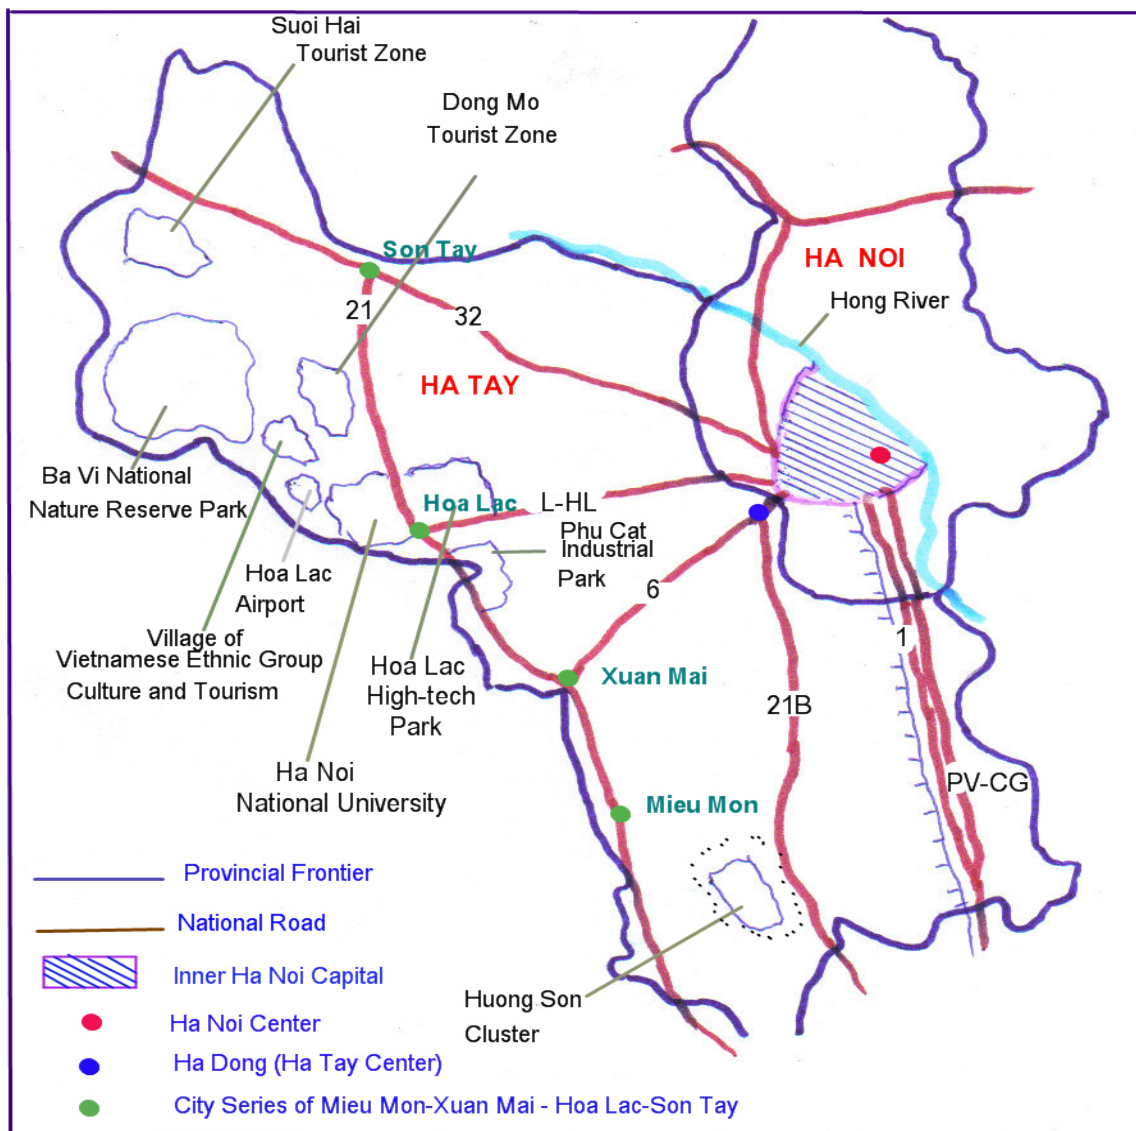 Suoi Hai
Tourist Zone
Dong Mo
Tourist Zone
Son Tay
HA NOI
Hong River
21
32
HA TAY
Ba Vi National
Nature Reserve Park
Hoa Lac
L-HL
Phu Cat
Industrial
Park
Hoa Lac
Airport
6
Village of
Vietnamese Ethnic Group
Culture and Tourism
Hoa Lac
High-tech
Park
1
Xuan Mai
21B
Ha Noi
National University
PV-CG
Mieu Mon
Provincial Frontier
National Road
Inner Ha Noi Capital
Huong Son
Cluster
Ha Noi Center
Ha Dong (Ha Tay Center)
City Series of Mieu Mon-Xuan Mai - Hoa Lac-Son Tay